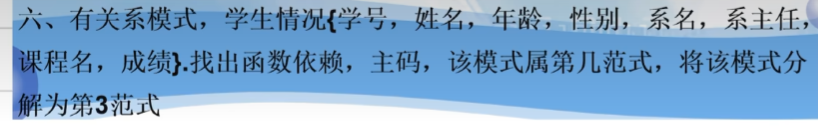 六、有关系模式，学生情况{学号，姓名，年龄，性别，系名，系主任，
课程名，成绩}.找出函数依赖，主码，该模式属第几范式，将该模式分
解为第3范式